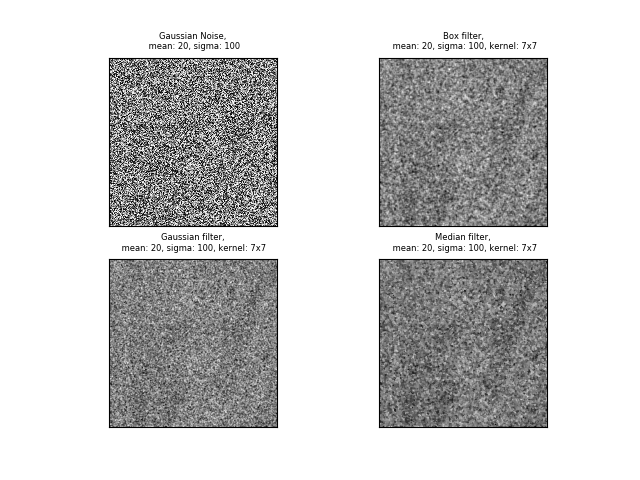 Gaussian Noise,
mean: 20, sigma: 100
Box filter,
mean: 20, sigma: 100, kernel: 7x7
Gaussian filter,
mean: 20, sigma: 100, kernel: 7x7
Median filter,
mean: 20, sigma: 100, kernel: 7x7